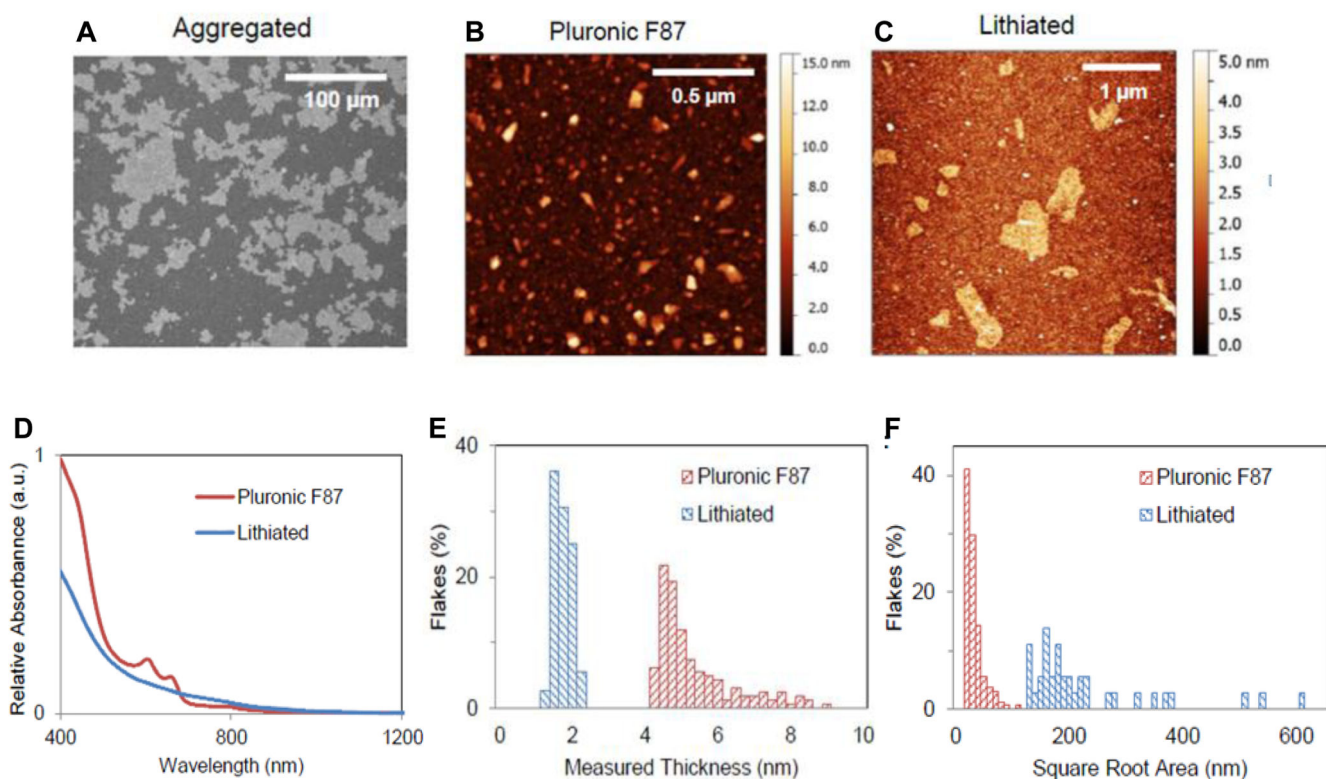 A
Aggregated
100 µm
B
Pluronic F87
0.5 µm
15.0 nm
12.0
10.0
8.0
6.0
4.0
2.0
0.0
C
Lithiated
1 µm
5.0 nm
4.0
3.5
3.0
2.5
2.0
1.5
1.0
0.0
D
Relative Absorbannce (a.u.)
1
0
Pluronic F87
Lithiated
400
800
1200
Wavelength (nm)
E
Flakes (%)
40
20
0
Pluronic F87
Lithiated
0
2
4
6
8
10
Measured Thickness (nm)
F
Flakes (%)
40
20
0
Pluronic F87
Lithiated
0
200
400
600
Square Root Area (nm)